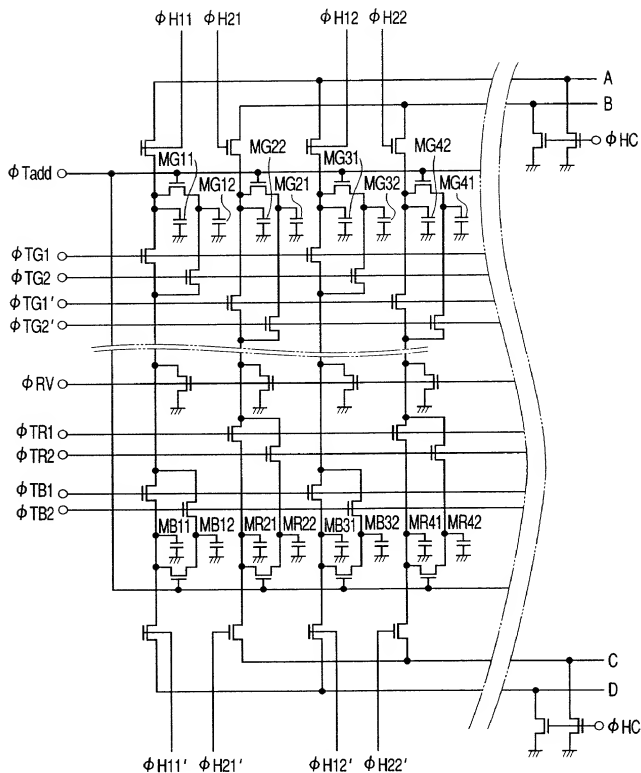 φH11 φH21 φH12 φH22
A
B
φHC
MG11 MG22 MG31 MG42
φTadd
MG12 MG21 MG32 MG41
φTG1
φTG2
φTG1'
φTG2'
φRV
φTR1
φTR2
φTB1
φTB2
MB11 MB12 MR21 MR22 MB31 MB32 MR41 MR42
C
D
φHC
φH11' φH21' φH12' φH22'